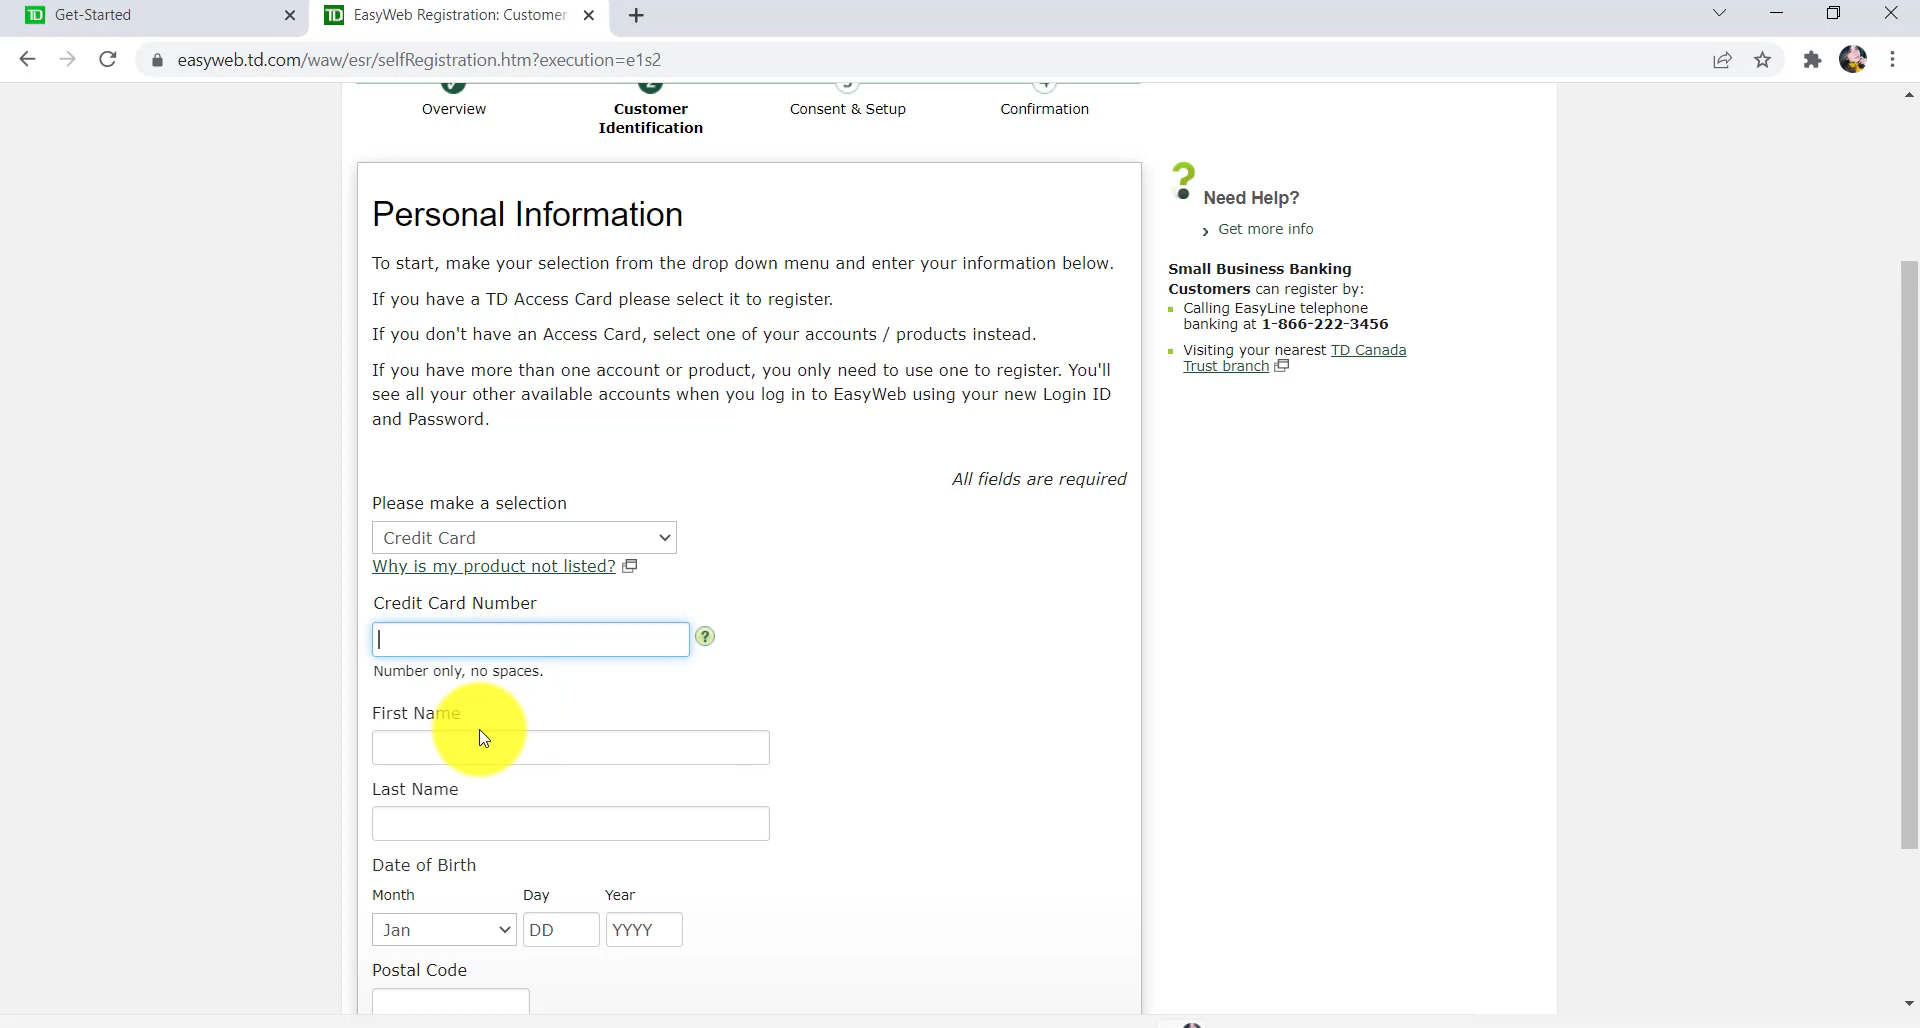 TD Get-Started
TD EasyWeb Registration: Customer
easyweb.td.com/waw/esr/selfRegistration.htm?execution=e1s2
Overview
2
Customer
Identification
Consent & Setup
Confirmation
Personal Information
To start, make your selection from the drop down menu and enter your information below.
If you have a TD Access Card please select it to register.
If you don't have an Access Card, select one of your accounts / products instead.
If you have more than one account or product, you only need to use one to register. You'll
see all your other available accounts when you log in to EasyWeb using your new Login ID
and Password.
All fields are required
Please make a selection
Credit Card
Why is my product not listed?
Credit Card Number
?
Number only, no spaces.
First Name
Last Name
Date of Birth
Month Day Year
Jan DD YYYY
Postal Code
? Need Help?
Get more info
Small Business Banking
Customers can register by:
Calling EasyLine telephone
banking at 1-866-222-3456
Visiting your nearest TD Canada
Trust branch